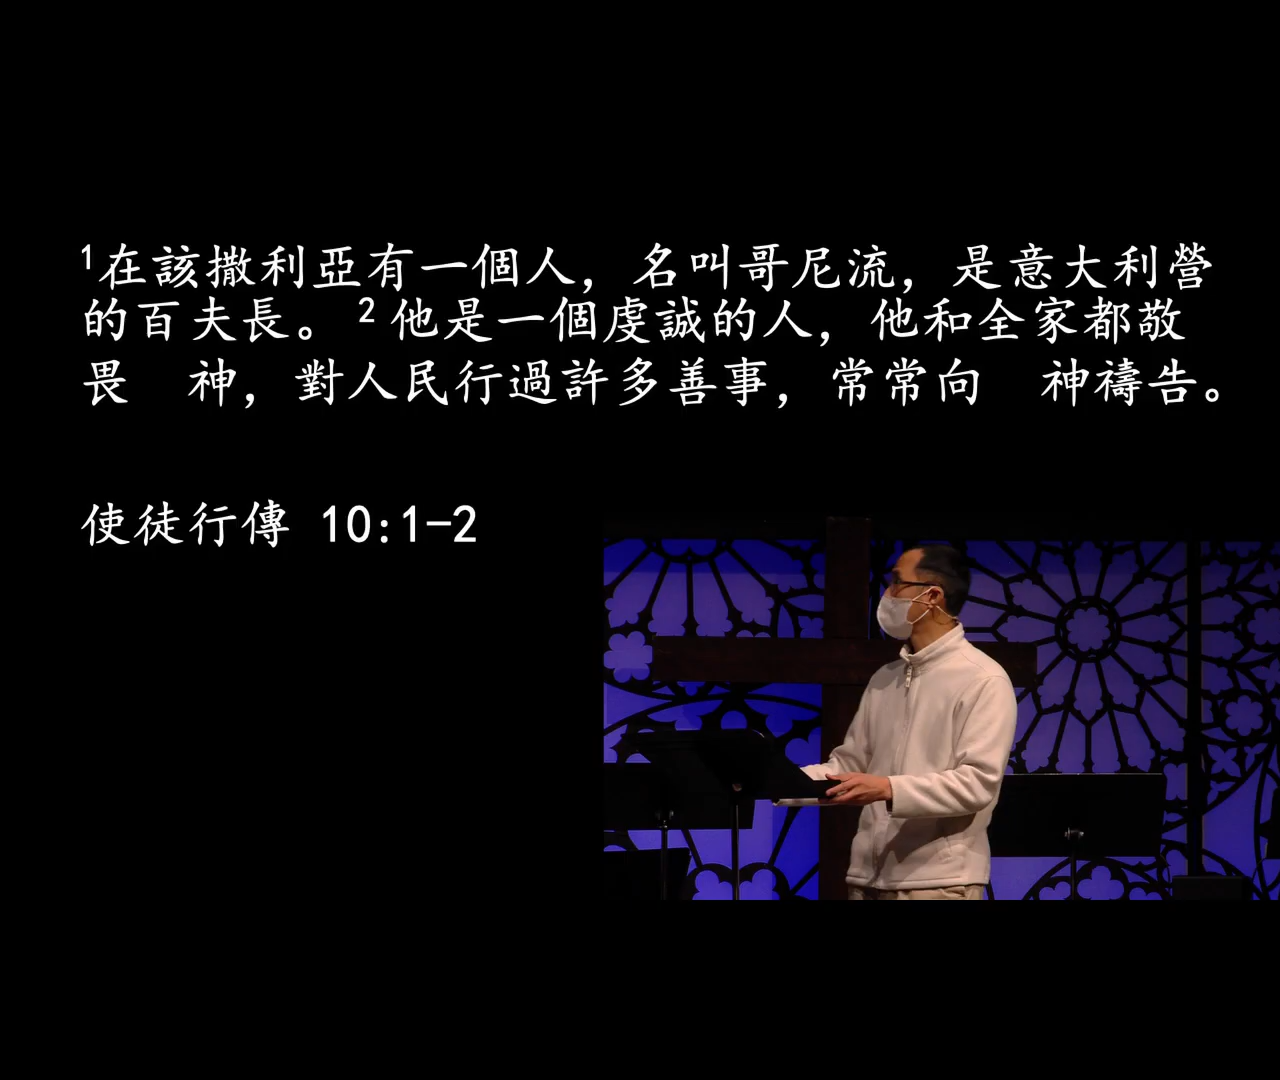 ¹在該撒利亞有一個人，名叫哥尼流，是意大利營
的百夫長。 ² 他是一個虔誠的人，他和全家都敬
畏　神，對人民行過許多善事，常常向　神禱告。
使徒行傳 10:1-2